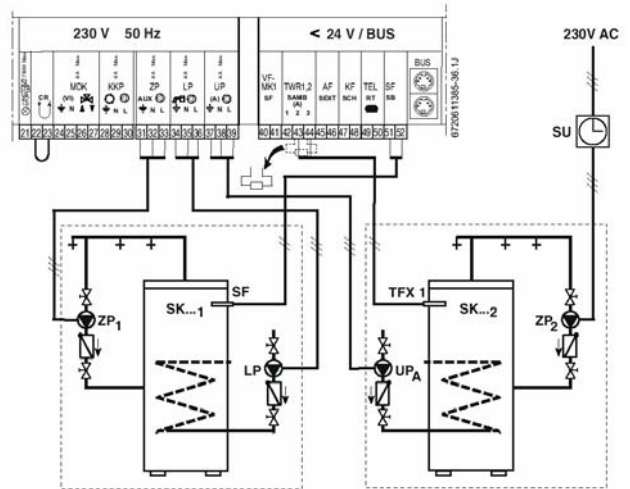 230 V 50 Hz
< 24 V / BUS
230V AC
MDK
KKP
ZP
LP
UP
CR
(VI)
AUX
(A)
N
N L
N L
N L
N L
VF-
MK1
SF
TWR1,2
SAMB
(A)
1 2 3
AF
SEXT
KF
SCH
TEL
RT
SF
SB
BUS
21 22 23 24 25 26 27 28 29 30 31 32 33 34 35 36 37 38 39
40 41 42 43 44 45 46 47 48 49 50 51 52
6720611385-36.1J
SU
SF
TFX 1
SK...1
SK...2
ZP1
ZP2
LP
UPA